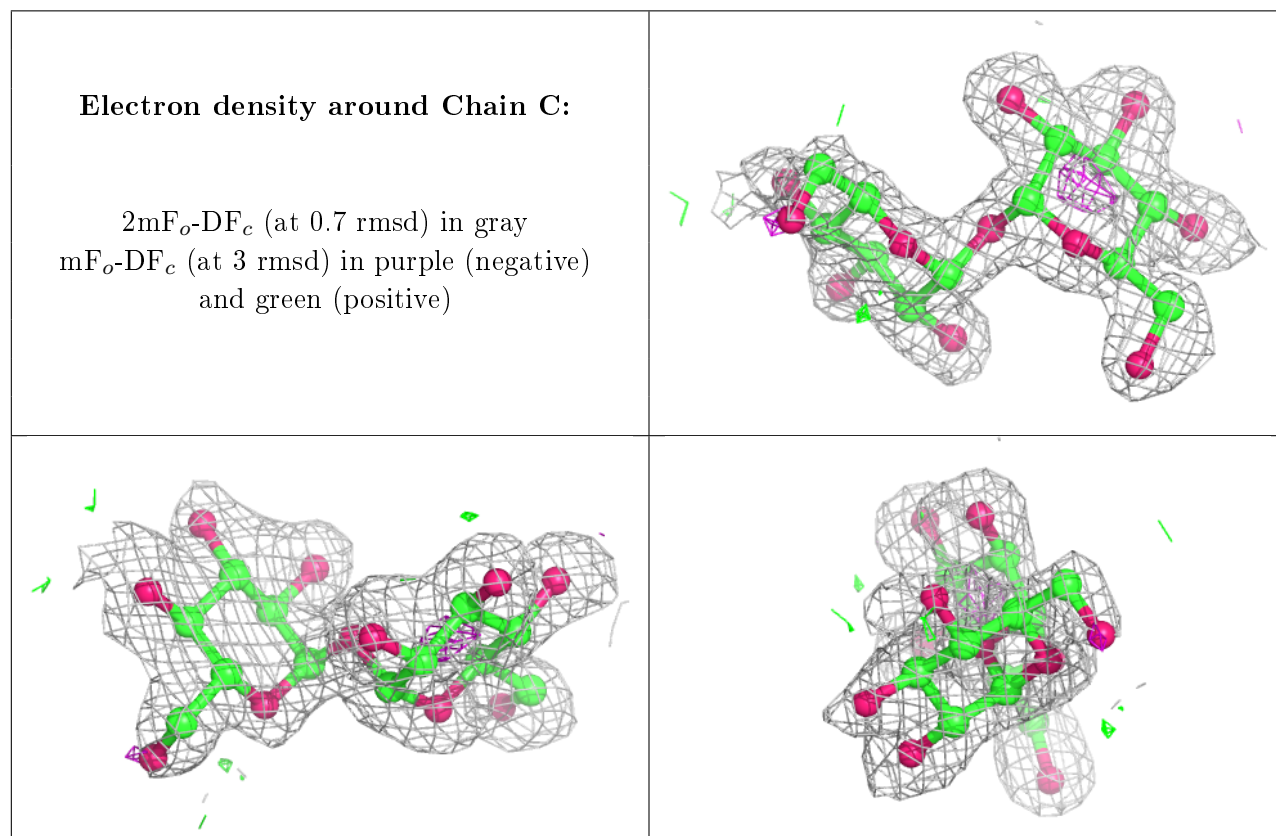 Electron density around Chain C:
2mFo-DFc (at 0.7 rmsd) in gray
mFo-DFc (at 3 rmsd) in purple (negative)
and green (positive)